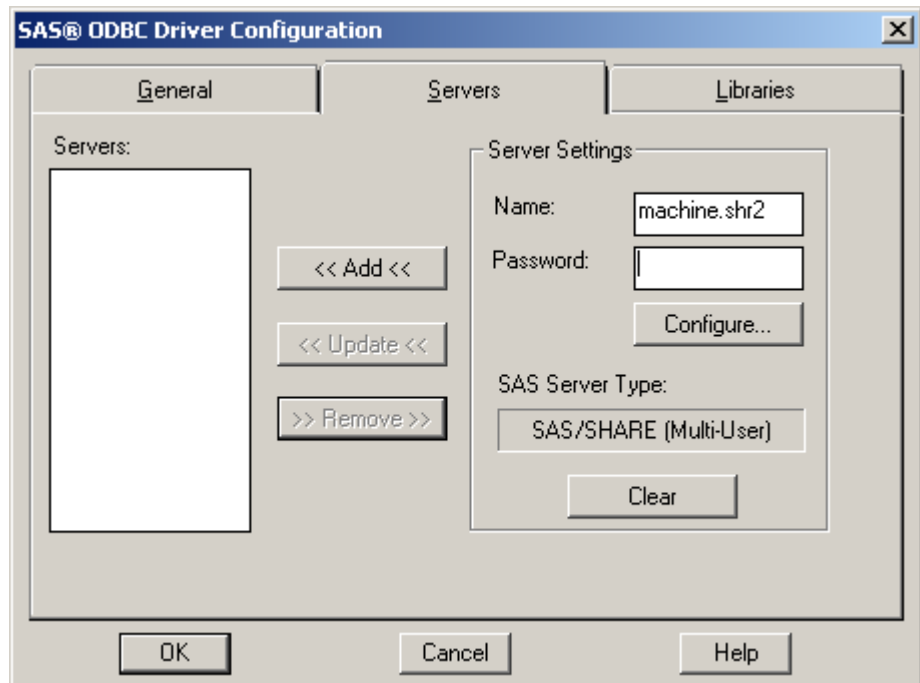 SAS® ODBC Driver Configuration
General Servers Libraries
Servers:
Server Settings
Name: machine.shr2
Password:
<< Add <<
Configure...
<< Update <<
SAS Server Type:
>> Remove >>
SAS/SHARE (Multi-User)
Clear
OK Cancel Help